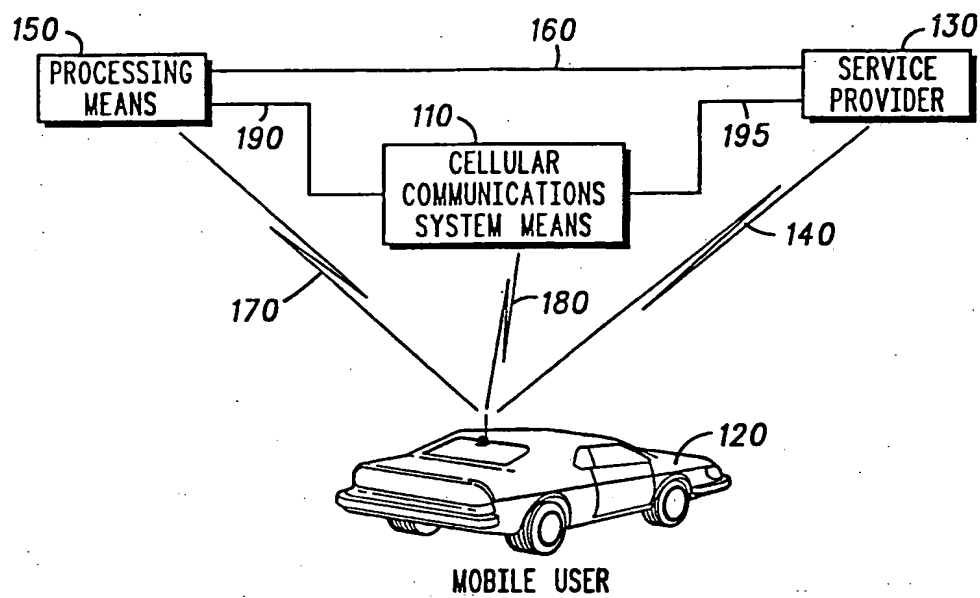 150
160
130
PROCESSING
MEANS
SERVICE
PROVIDER
190
110
195
CELLULAR
COMMUNICATIONS
SYSTEM MEANS
140
170
180
120
MOBILE USER